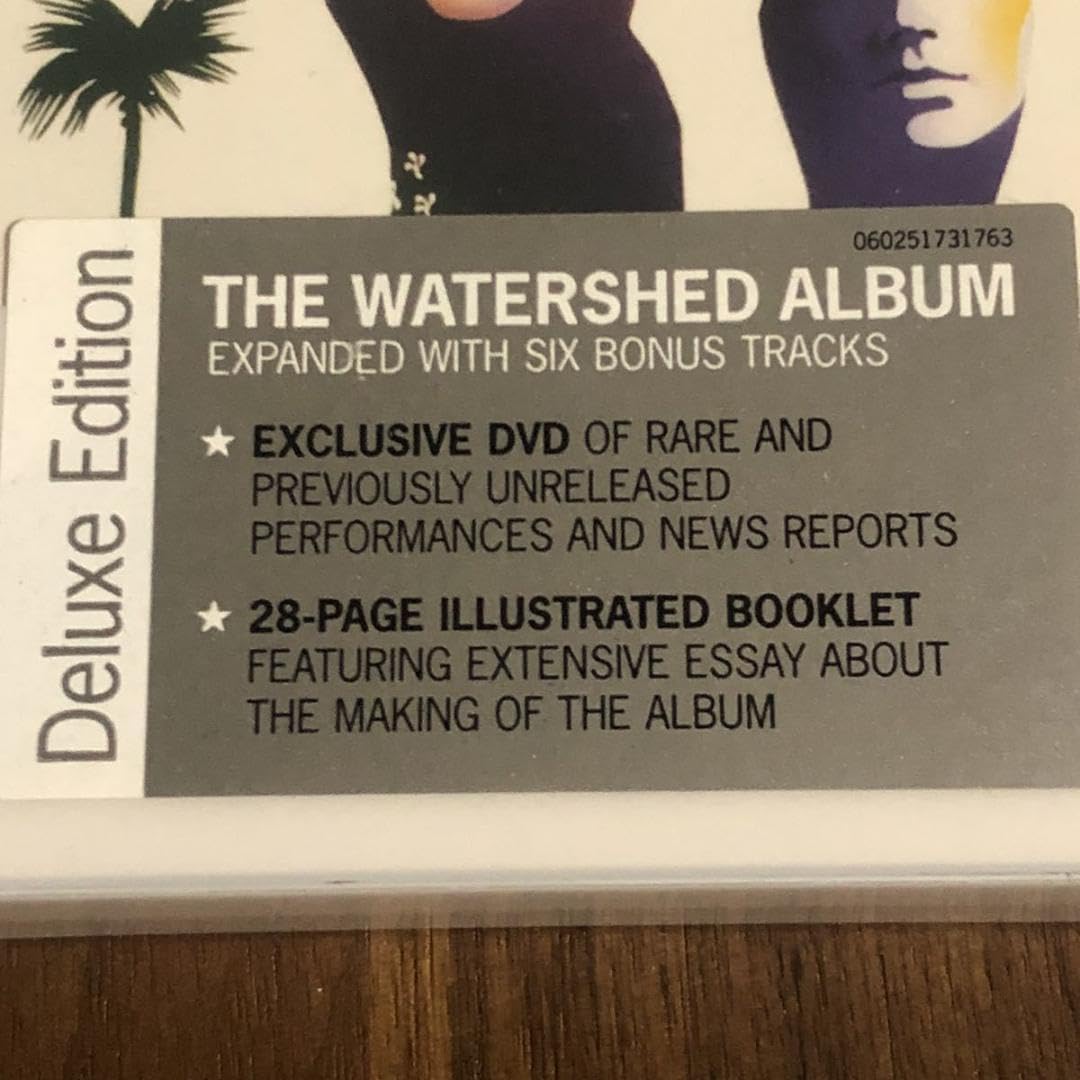 060251731763
THE WATERSHED ALBUM
EXPANDED WITH SIX BONUS TRACKS
★ EXCLUSIVE DVD OF RARE AND
PREVIOUSLY UNRELEASED
PERFORMANCES AND NEWS REPORTS
★ 28-PAGE ILLUSTRATED BOOKLET
FEATURING EXTENSIVE ESSAY ABOUT
THE MAKING OF THE ALBUM
Deluxe Edition